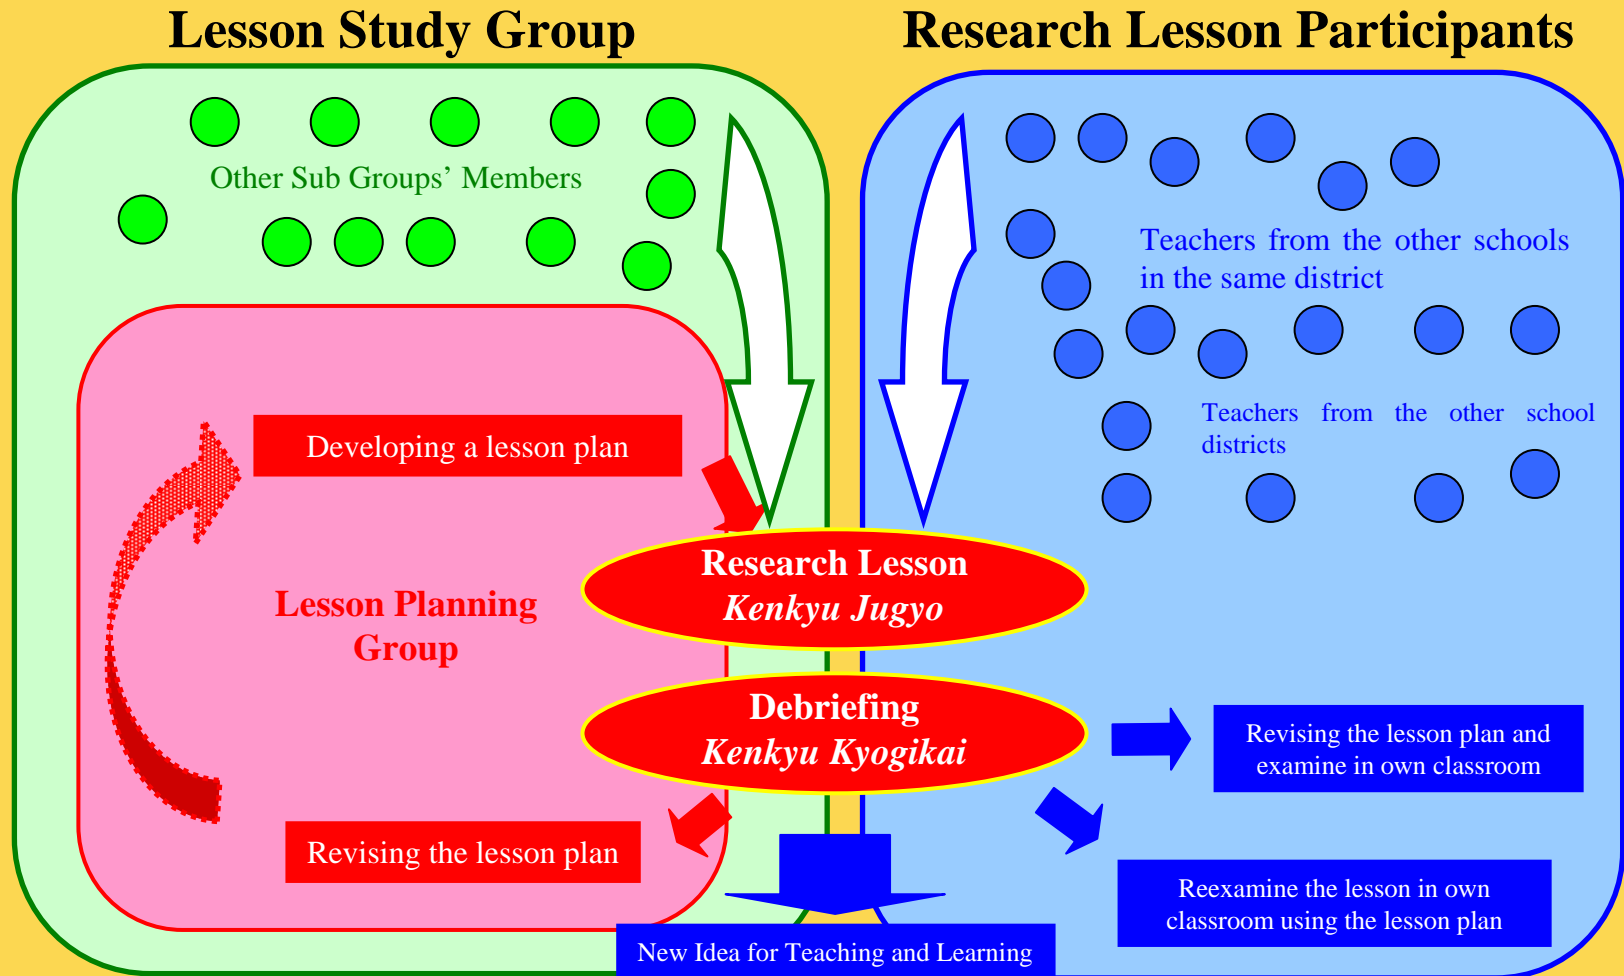 Lesson Study Group
Research Lesson Participants
Other Sub Groups’ Members
Teachers from the other schools
in the same district
Teachers from the other school
districts
Developing a lesson plan
Lesson Planning
Group
Research Lesson
Kenkyu Jugyo
Debriefing
Kenkyu Kyogikai
Revising the lesson plan and
examine in own classroom
Revising the lesson plan
Reexamine the lesson in own
classroom using the lesson plan
New Idea for Teaching and Learning